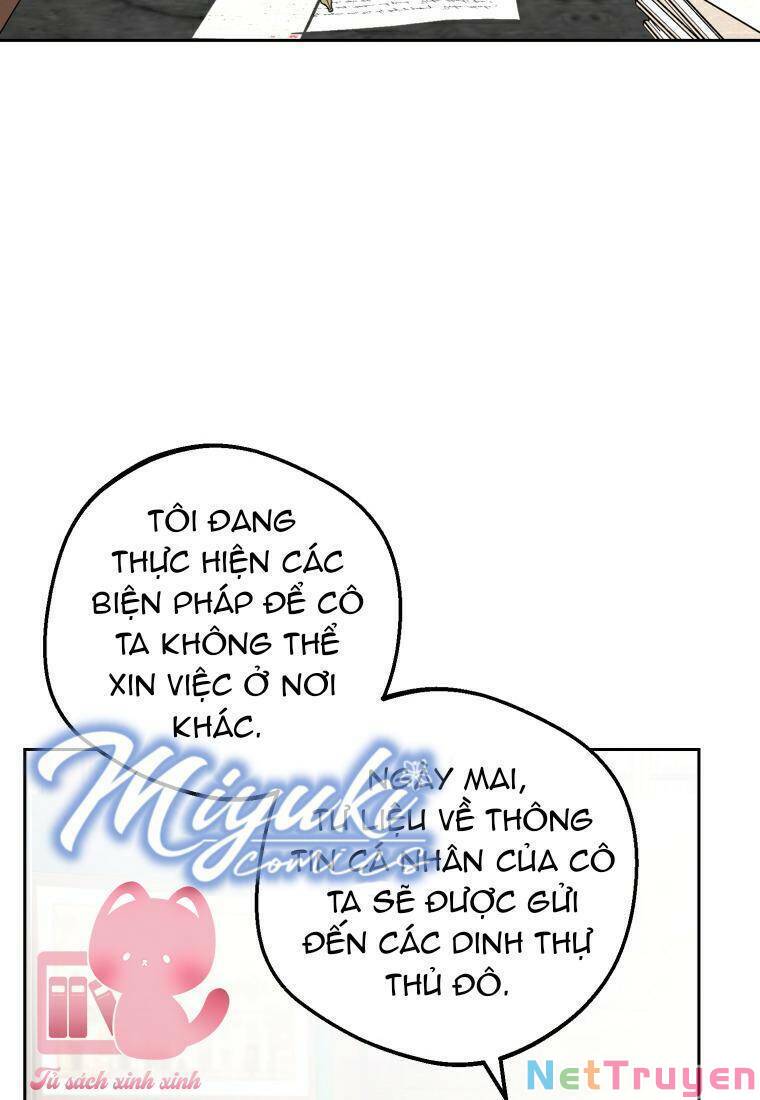 TÔI ĐANG
THỰC HIỆN CÁC
BIỆN PHÁP ĐỂ CÔ
TA KHÔNG THỂ
XIN VIỆC Ở NƠI
KHÁC.
NGÀY MAI,
TƯ LIỆU VỀ THÔNG
TIN CÁ NHÂN CỦA CÔ
TA SẼ ĐƯỢC GỬI
ĐẾN CÁC DINH THỰ
THỦ ĐÔ.
Miyuki
comics
Tủ sách xinh xinh
NetTruyen